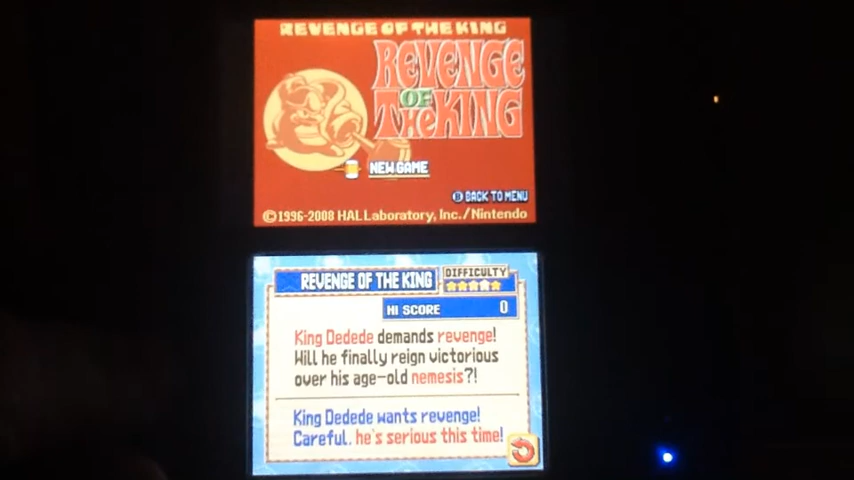 REVENGE OF THE KING
REVENGE
OF
THE KING
NEW GAME
B BACK TO MENU
©1996-2008 HAL Laboratory, Inc./Nintendo
REVENGE OF THE KING
DIFFICULTY
HI SCORE 0
King Dedede demands revenge!
Will he finally reign victorious
over his age-old nemesis?!
King Dedede wants revenge!
Careful, he's serious this time!